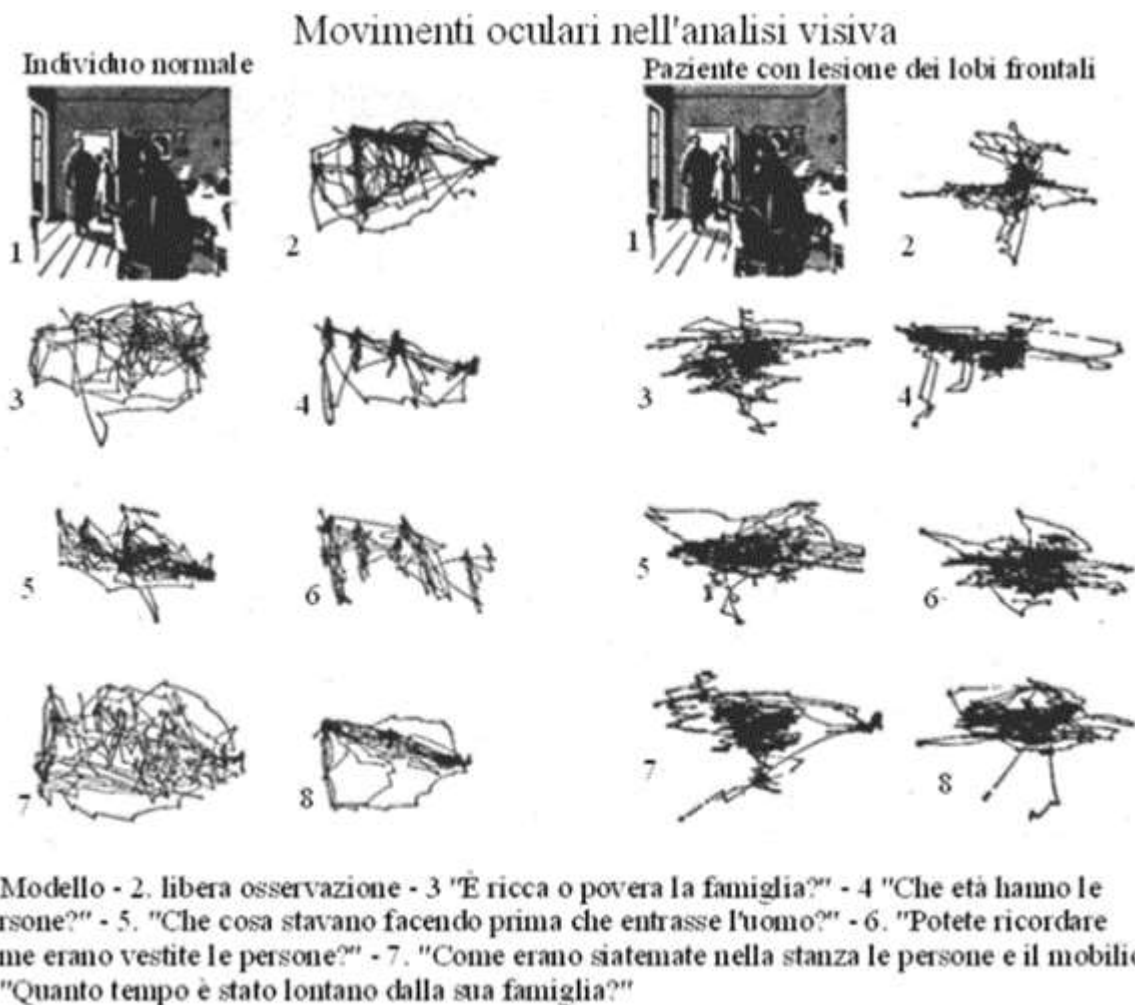 Movimenti oculari nell'analisi visiva
Individuo normale
Paziente con lesione dei lobi frontali
1
2
1
2
3
4
3
4
5
6
5
6
7
8
7
8
Modello - 2. libera osservazione - 3 "È ricca o povera la famiglia?" - 4 "Che età hanno le
rsone?" - 5. "Che cosa stavano facendo prima che entrasse l'uomo?" - 6. "Potete ricordare
me erano vestite le persone?" - 7. "Come erano siatemate nella stanza le persone e il mobilio
"Quanto tempo è stato lontano dalla sua famiglia?"